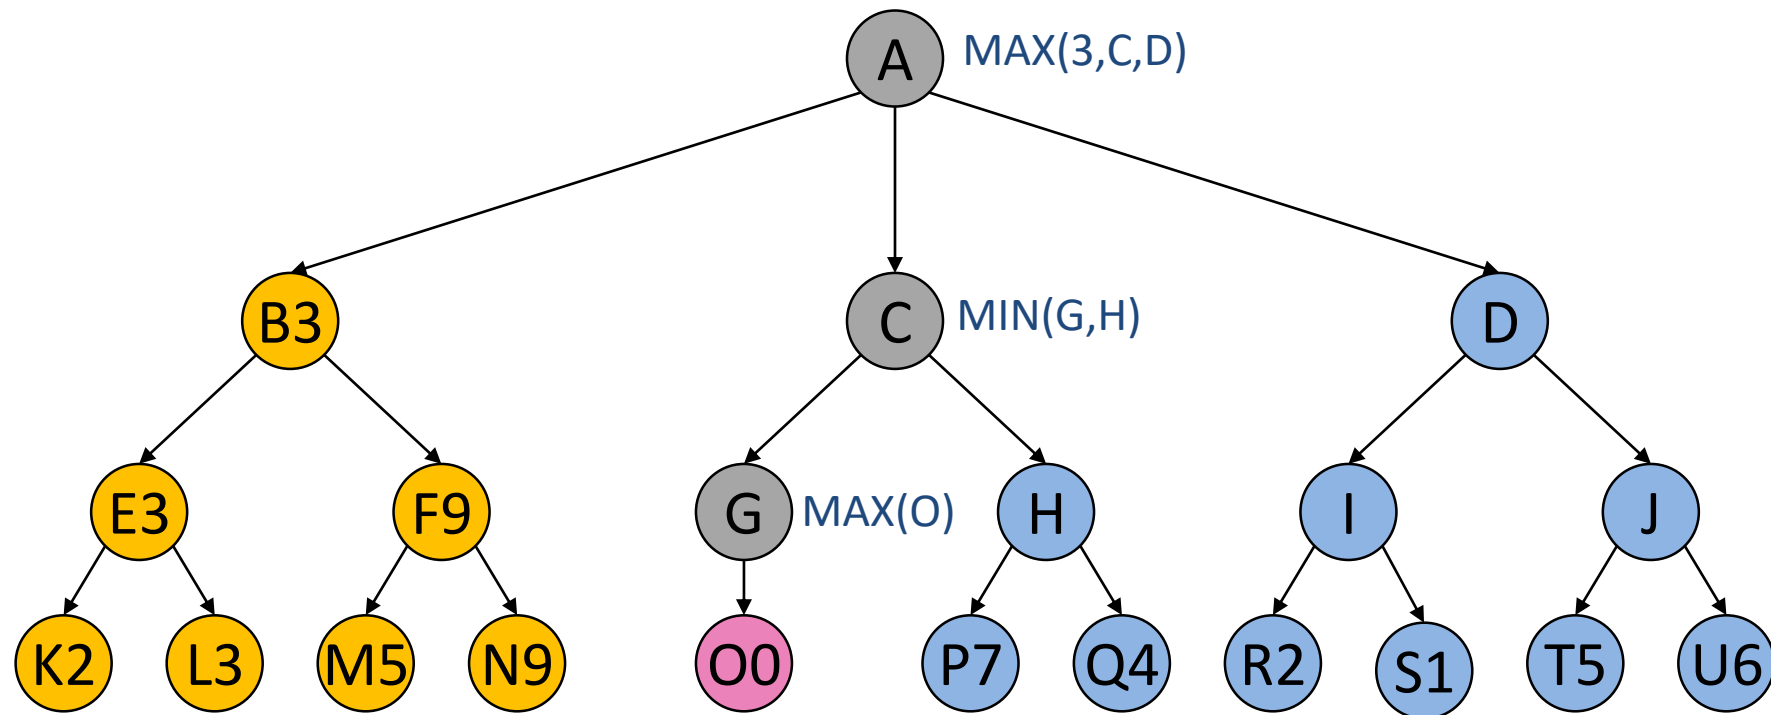 A MAX(3,C,D)
B3 C MIN(G,H) D
E3 F9 G MAX(O) H I J
K2 L3 M5 N9 O0 P7 Q4 R2 S1 T5 U6